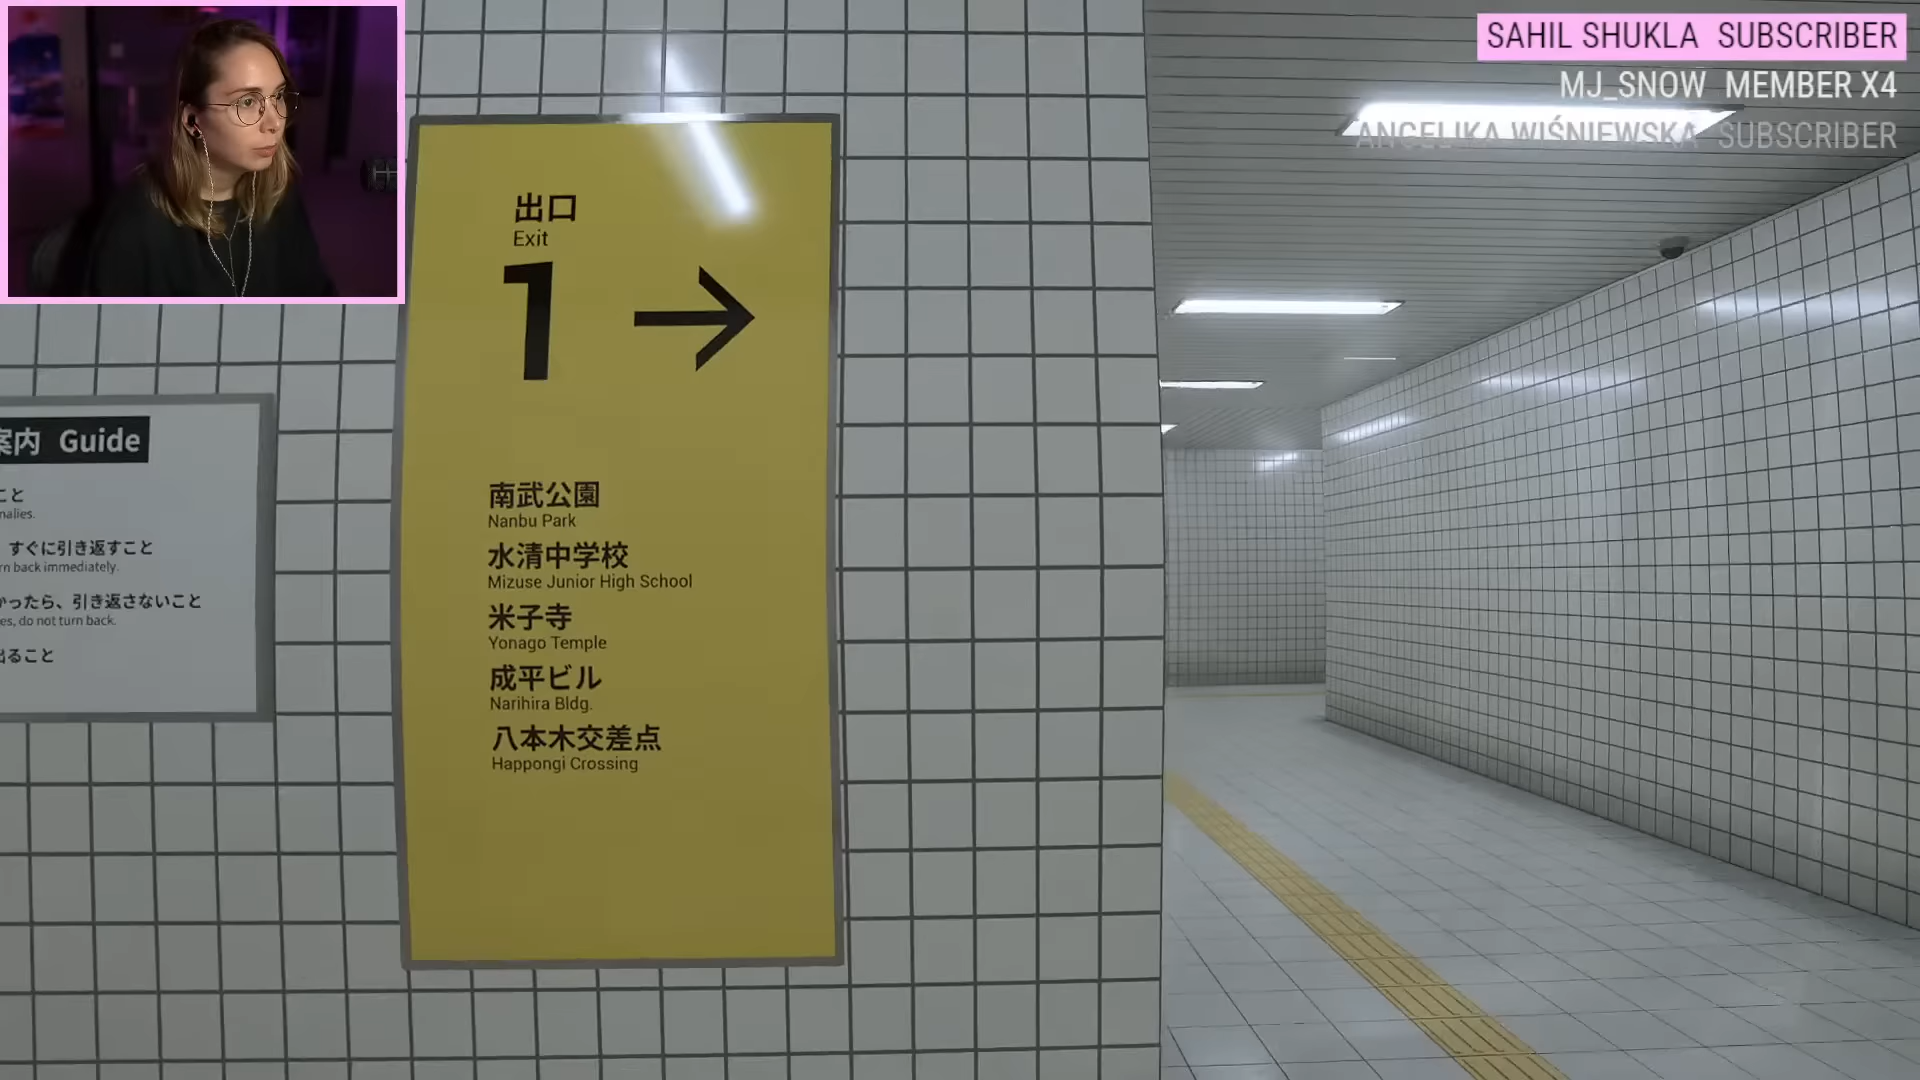 SAHIL SHUKLA SUBSCRIBER
MJ_SNOW MEMBER X4
ANGELIKA WIŚNIEWSKA SUBSCRIBER
出口
Exit
1 →
南武公園
Nanbu Park
水清中学校
Mizuse Junior High School
米子寺
Yonago Temple
成平ビル
Narihira Bldg.
八本木交差点
Happongi Crossing
案内 Guide
こと
nalies.
すぐに引き返すこと
rn back immediately.
かったら、引き返さないこと
es, do not turn back.
出ること